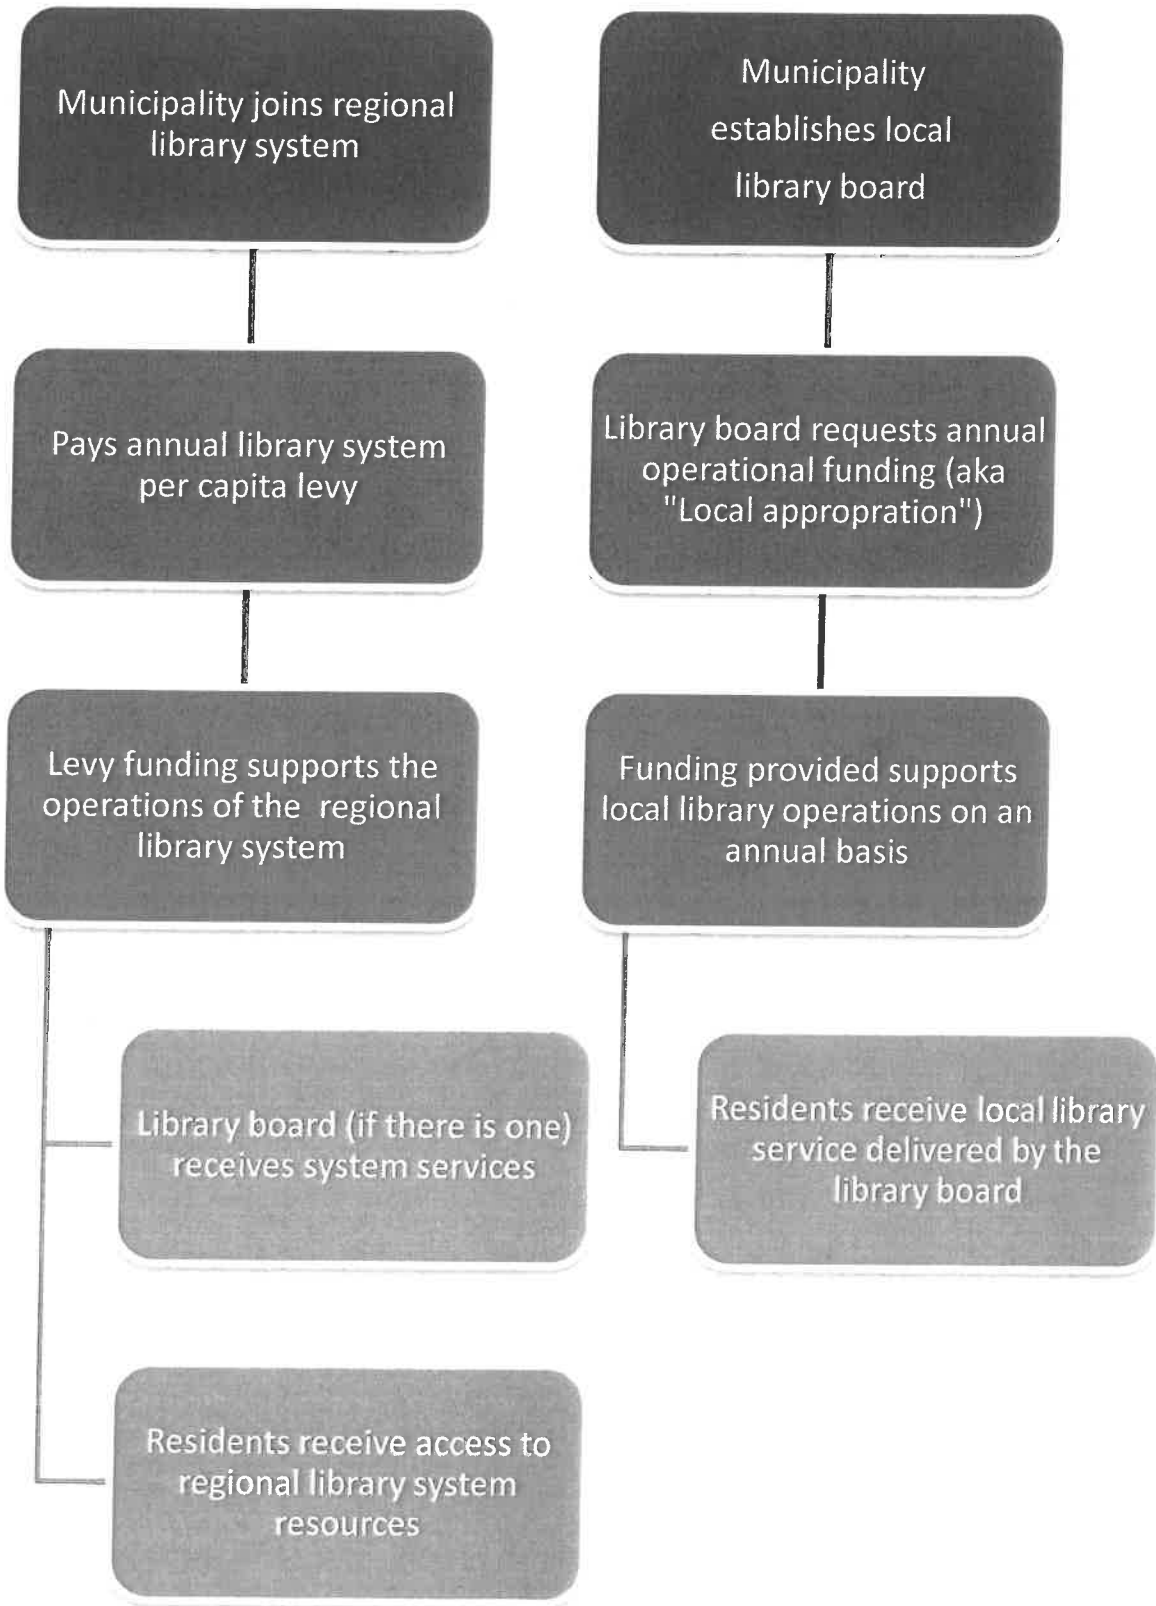 Municipality joins regional
library system
Pays annual library system
per capita levy
Levy funding supports the
operations of the regional
library system
Library board (if there is one)
receives system services
Residents receive access to
regional library system
resources
Municipality
establishes local
library board
Library board requests annual
operational funding (aka
"Local appropration")
Funding provided supports
local library operations on an
annual basis
Residents receive local library
service delivered by the
library board